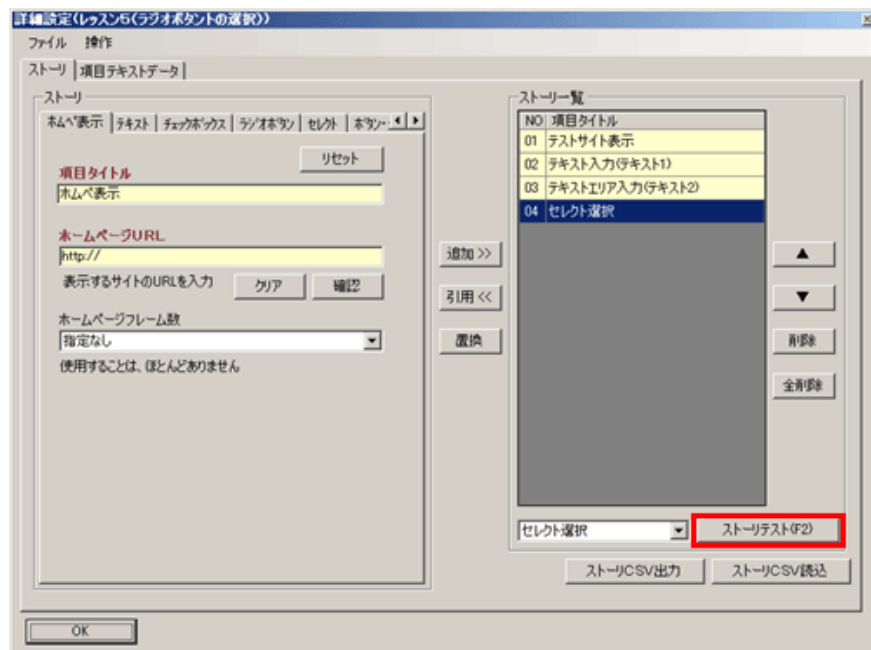 詳細設定(レッスン5(ラジオボタントの選択))
ファイル 操作
ストーリ 項目テキストデータ
ストーリ
ホムペ表示 テキスト チェックボックス ラジオボタン セレクト ボタン・
リセット
項目タイトル
ホムペ表示
ホームページURL
http://
表示するサイトのURLを入力 クリア 確認
ホームページフレーム数
指定なし
使用することは、ほとんどありません
追加 >>
引用 <<
置換
ストーリ一覧
NO 項目タイトル
01 テストサイト表示
02 テキスト入力(テキスト1)
03 テキストエリア入力(テキスト2)
04 セレクト選択
▲
▼
削除
全削除
セレクト選択 ストーリテスト(F2)
ストーリCSV出力 ストーリCSV読込
OK